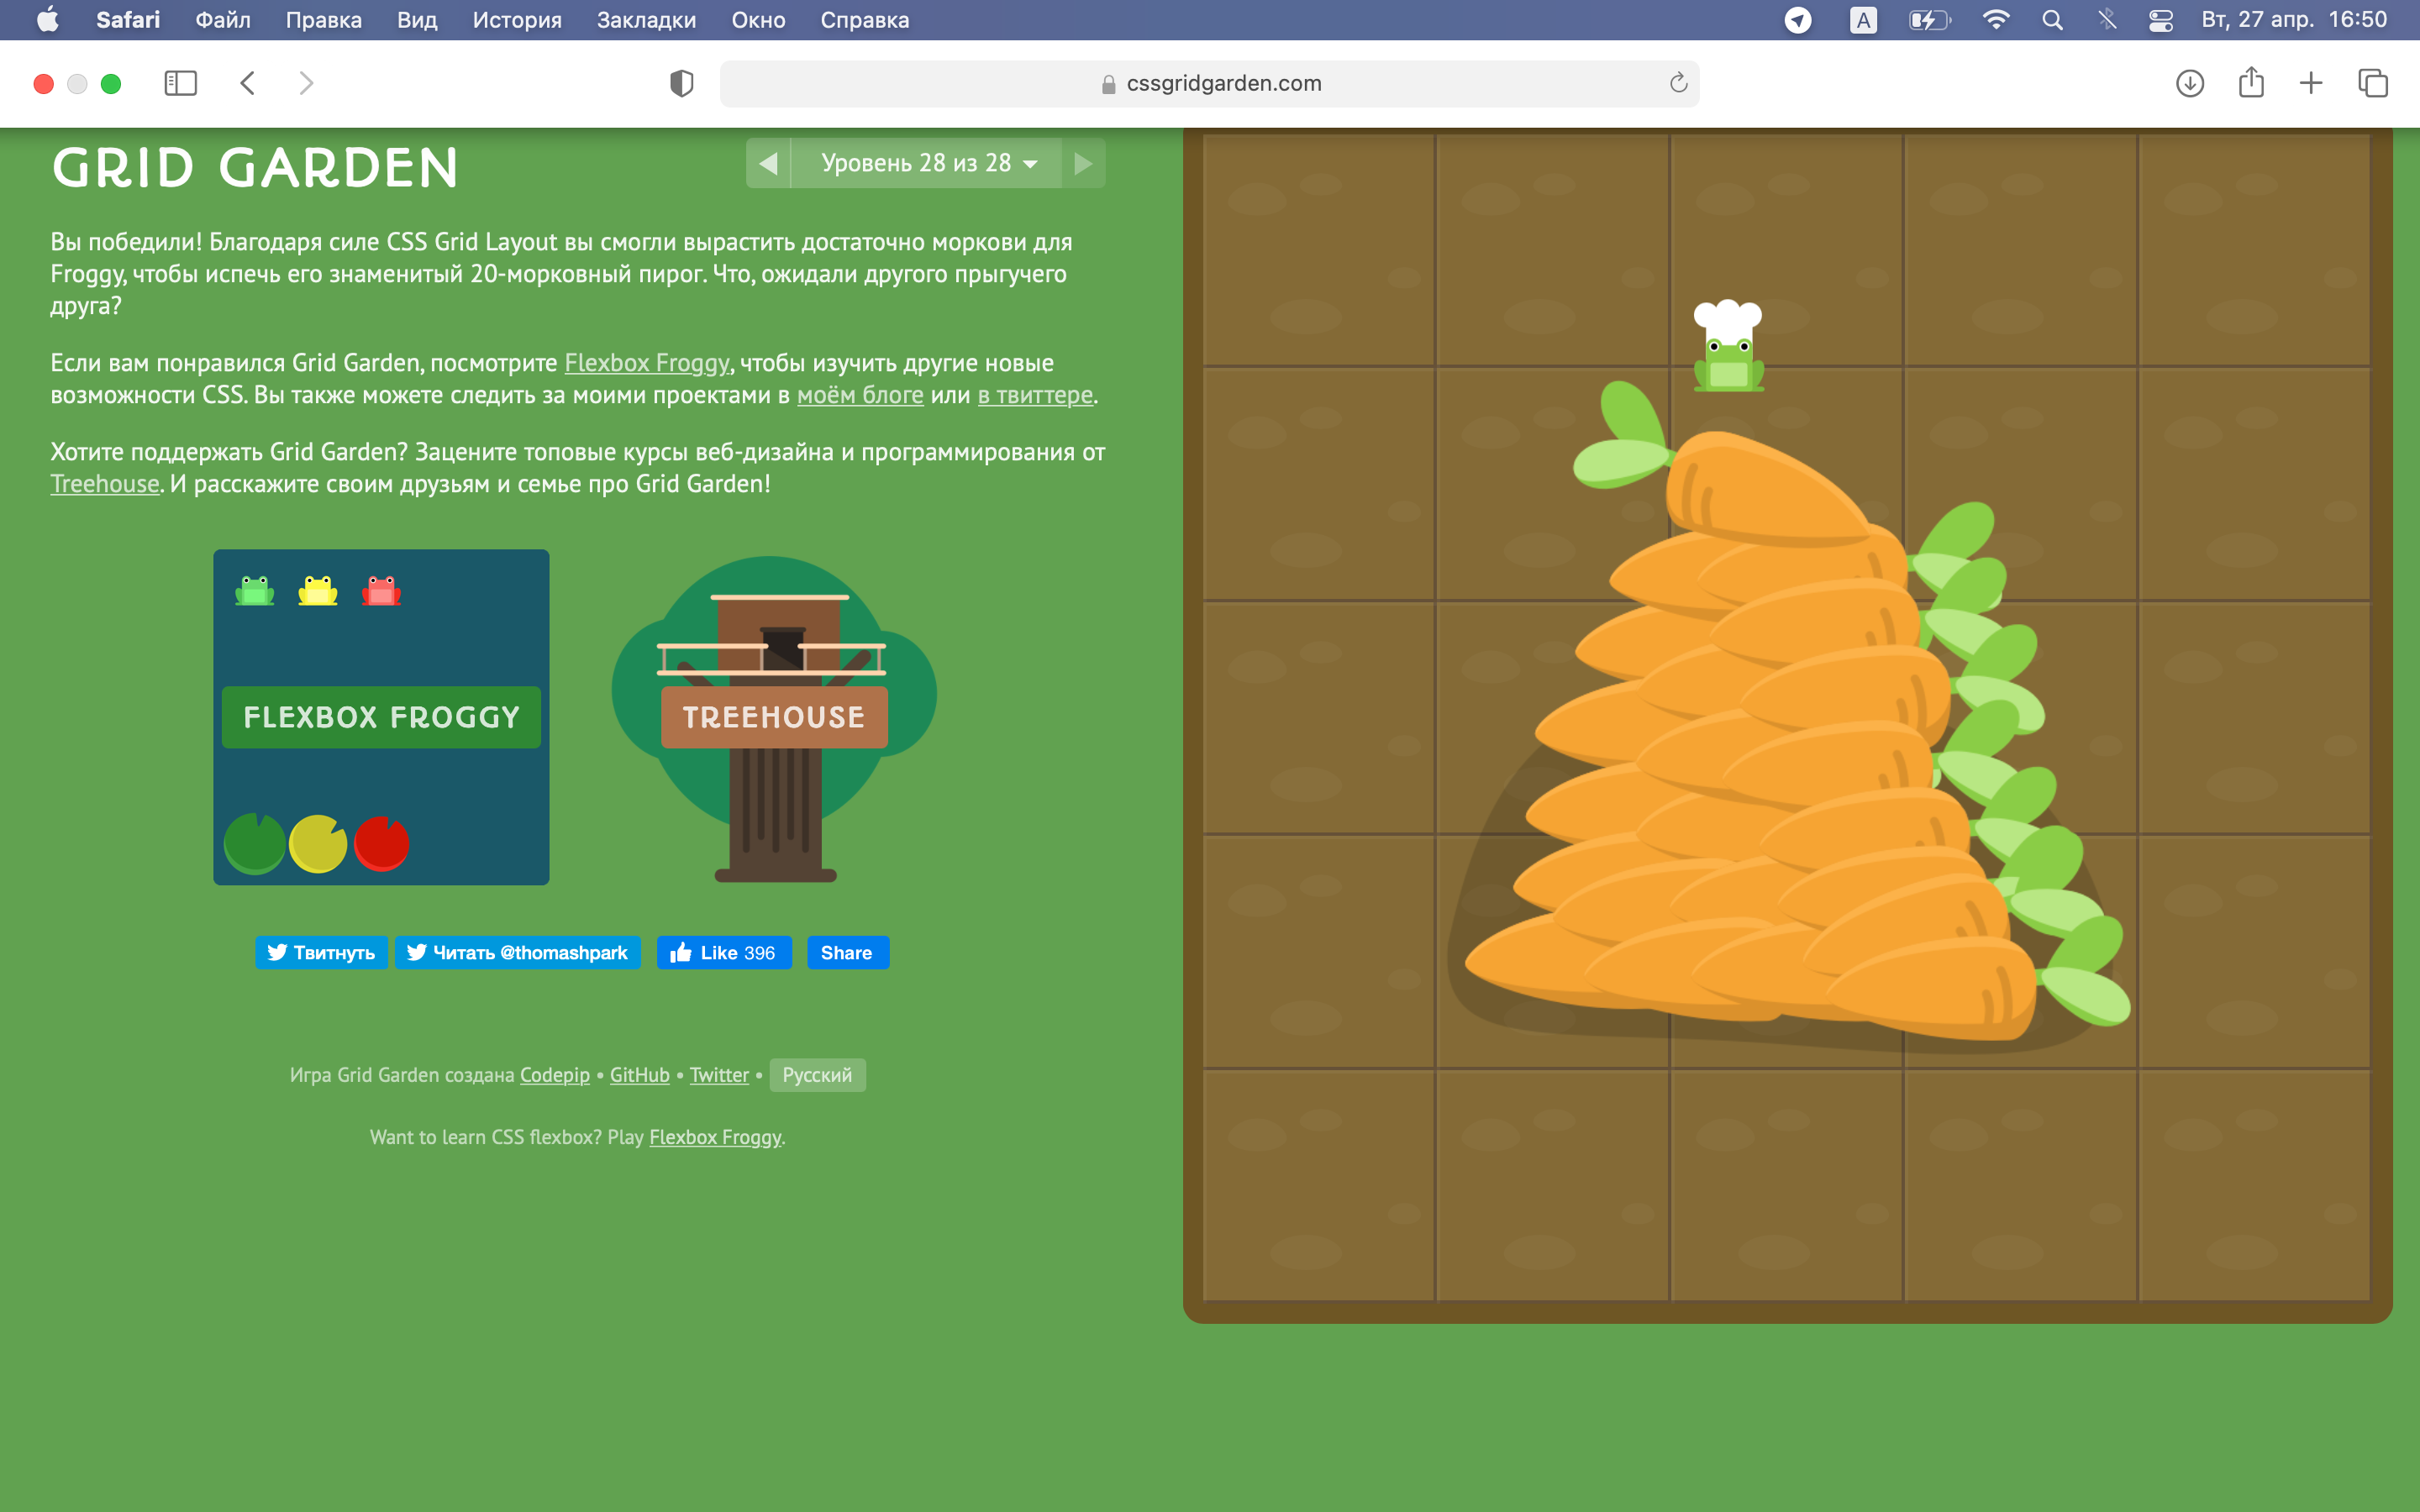 Safari Файл Правка Вид История Закладки Окно Справка A Вт, 27 апр. 16:50
cssgridgarden.com
GRID GARDEN
Уровень 28 из 28
Вы победили! Благодаря силе CSS Grid Layout вы смогли вырастить достаточно моркови для
Froggy, чтобы испечь его знаменитый 20-морковный пирог. Что, ожидали другого прыгучего
друга?
Если вам понравился Grid Garden, посмотрите Flexbox Froggy, чтобы изучить другие новые
возможности CSS. Вы также можете следить за моими проектами в моём блоге или в твиттере.
Хотите поддержать Grid Garden? Зацените топовые курсы веб-дизайна и программирования от
Treehouse. И расскажите своим друзьям и семье про Grid Garden!
FLEXBOX FROGGY
TREEHOUSE
Твитнуть Читать @thomashpark Like 396 Share
Игра Grid Garden создана Codepip • GitHub • Twitter • Русский
Want to learn CSS flexbox? Play Flexbox Froggy.